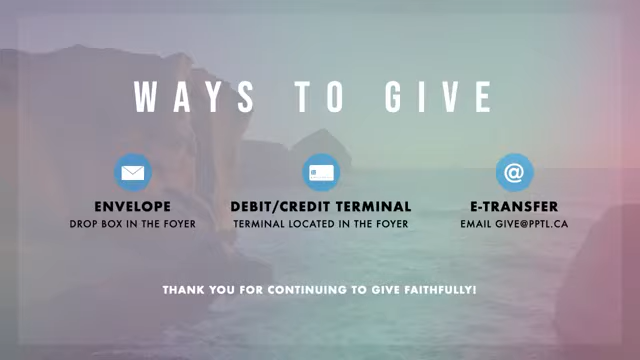 WAYS TO GIVE
@
ENVELOPE
DROP BOX IN THE FOYER
DEBIT/CREDIT TERMINAL
TERMINAL LOCATED IN THE FOYER
E-TRANSFER
EMAIL GIVE@PPTL.CA
THANK YOU FOR CONTINUING TO GIVE FAITHFULLY!